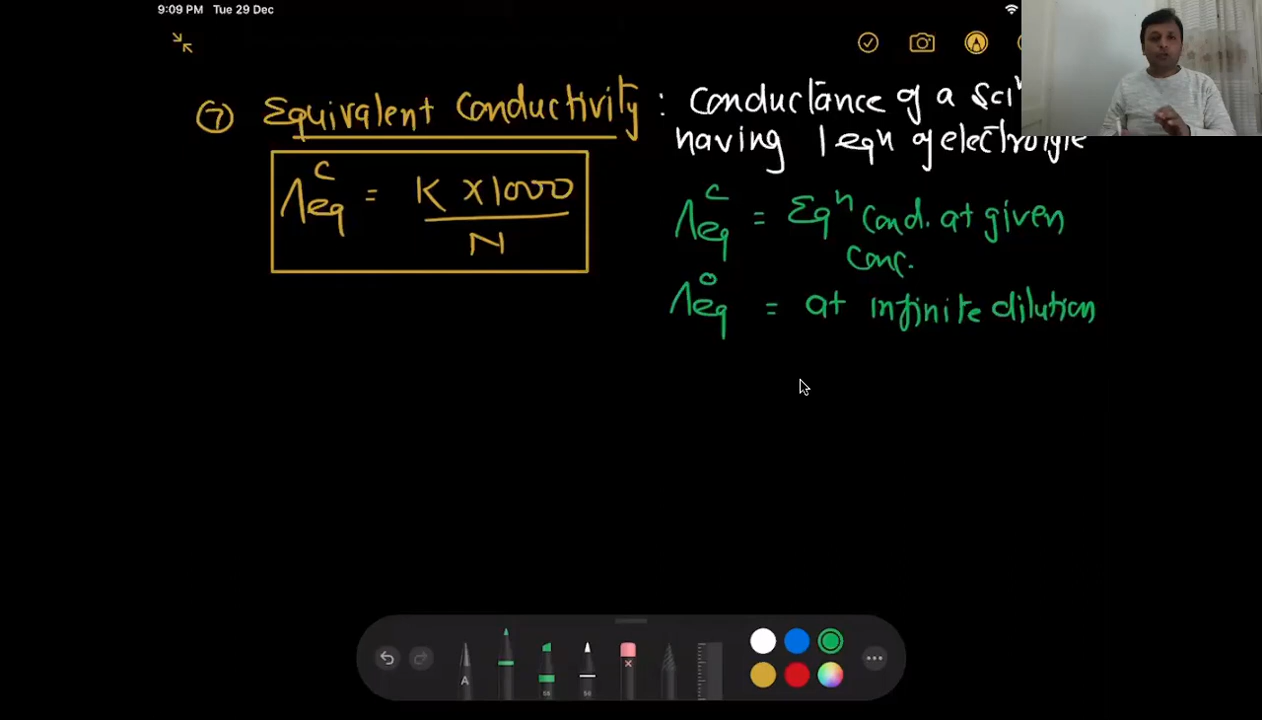 9:09 PM Tue 29 Dec
⑦ Equivalent Conductivity : Conductance of a
having 1 eqn of electrolyte
Λeq^c = K × 1000 / N
Λeq^c = Eqⁿ Cond. at given
Conc.
Λeq^o = at infinite dilution
A